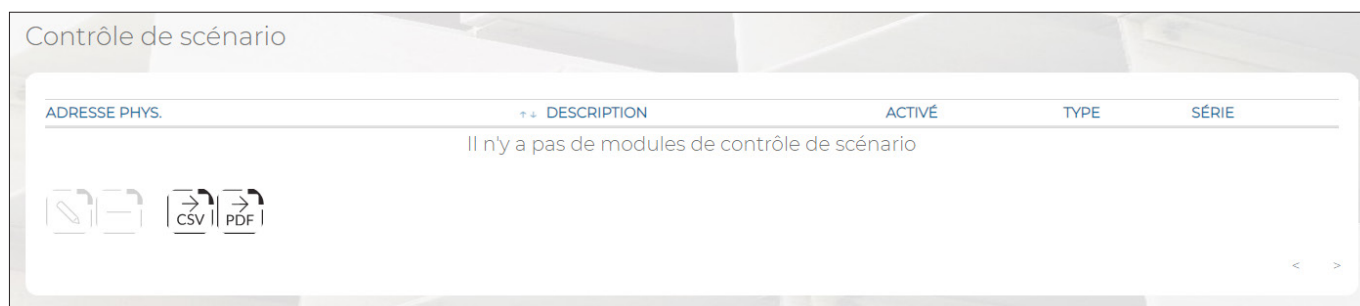 Contrôle de scénario
ADRESSE PHYS. ↑↓ DESCRIPTION ACTIVÉ TYPE SÉRIE
Il n'y a pas de modules de contrôle de scénario
CSV PDF
< >